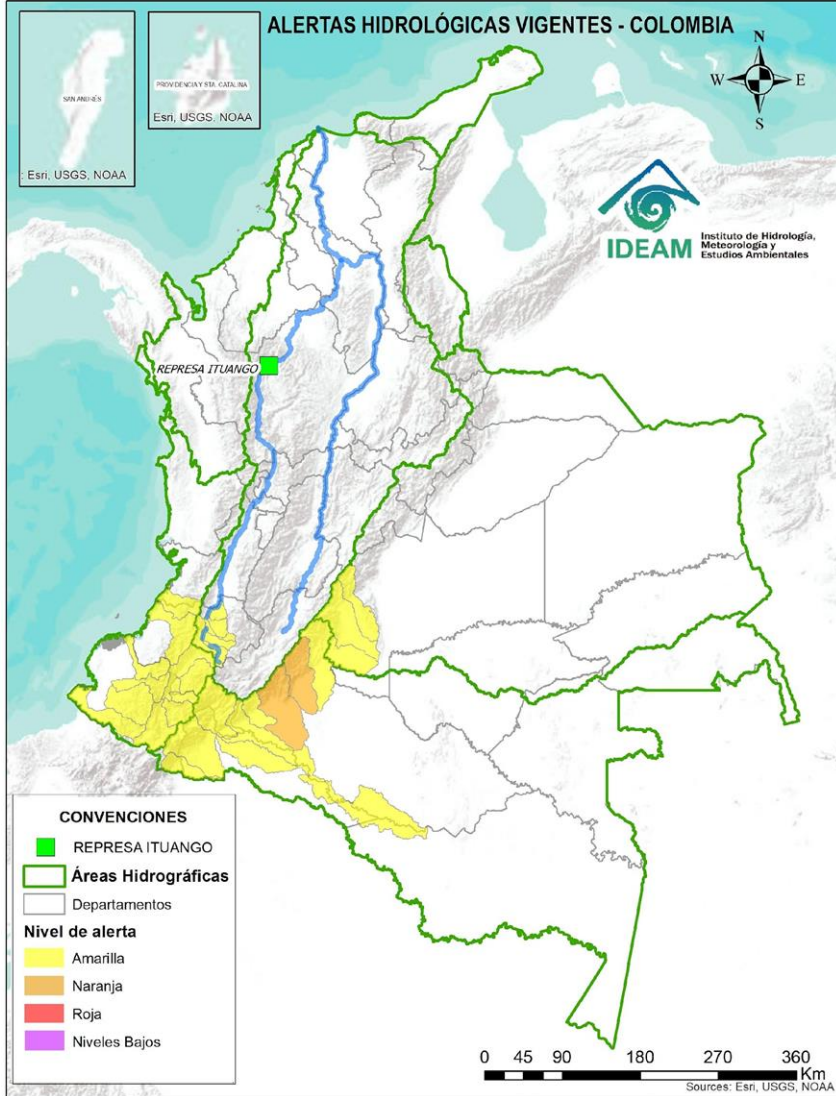 ALERTAS HIDROLÓGICAS VIGENTES - COLOMBIA
SAN ANDRÉS
: Esri, USGS, NOAA
PROVIDENCIA Y STA. CATALINA
Esri, USGS, NOAA
N
W
E
S
IDEAM
Instituto de Hidrología,
Meteorología y
Estudios Ambientales
REPRESA ITUANGO
CONVENCIONES
REPRESA ITUANGO
Áreas Hidrográficas
Departamentos
Nivel de alerta
Amarilla
Naranja
Roja
Niveles Bajos
0 45 90 180 270 360
Km
Sources: Esri, USGS, NOAA